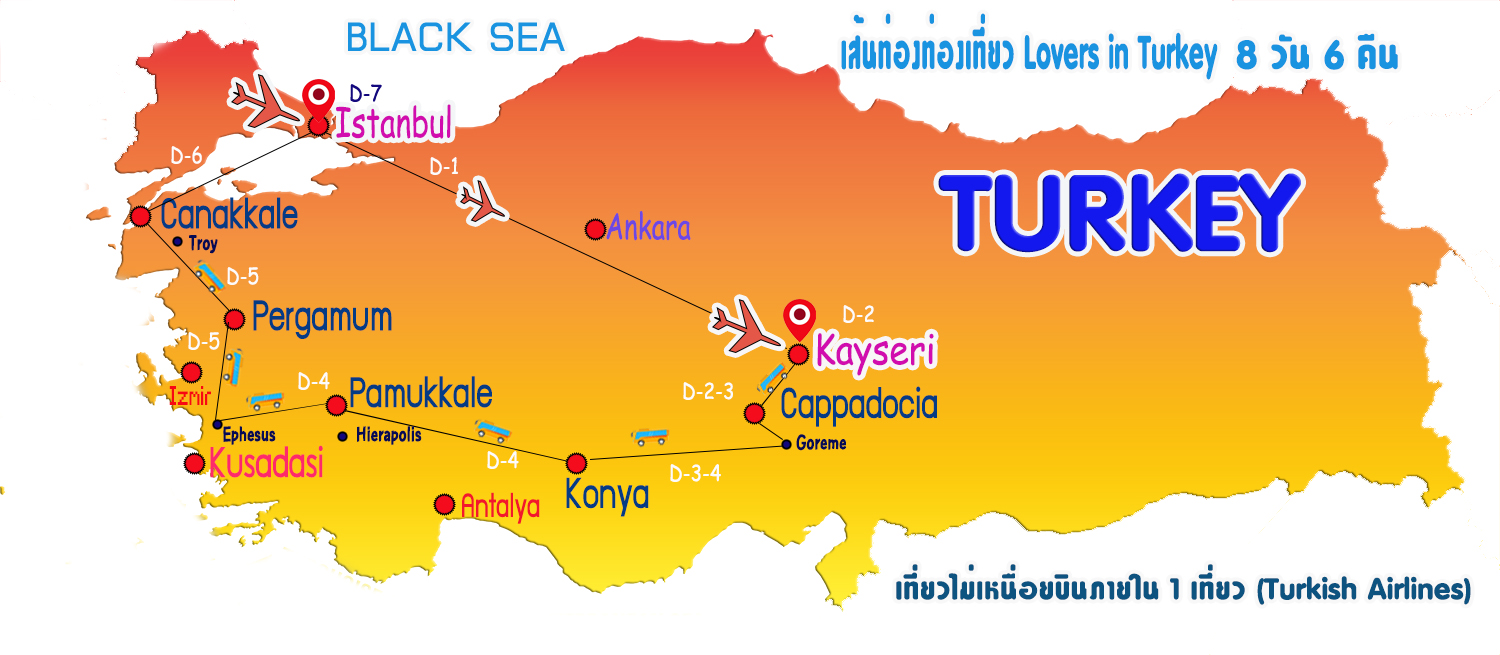 BLACK SEA
เส้นท่องท่องเที่ยว Lovers in Turkey 8 วัน 6 คืน
D-7
Istanbul
D-6
D-1
TURKEY
Canakkale
Troy
Ankara
D-5
Pergamum
D-2
Kayseri
D-5
Izmir
D-4
Pamukkale
D-2-3
Cappadocia
Ephesus
Hierapolis
Goreme
Kusadasi
D-4
D-3-4
Konya
Antalya
เที่ยวไม่เหนื่อยบินภายใน 1 เที่ยว (Turkish Airlines)